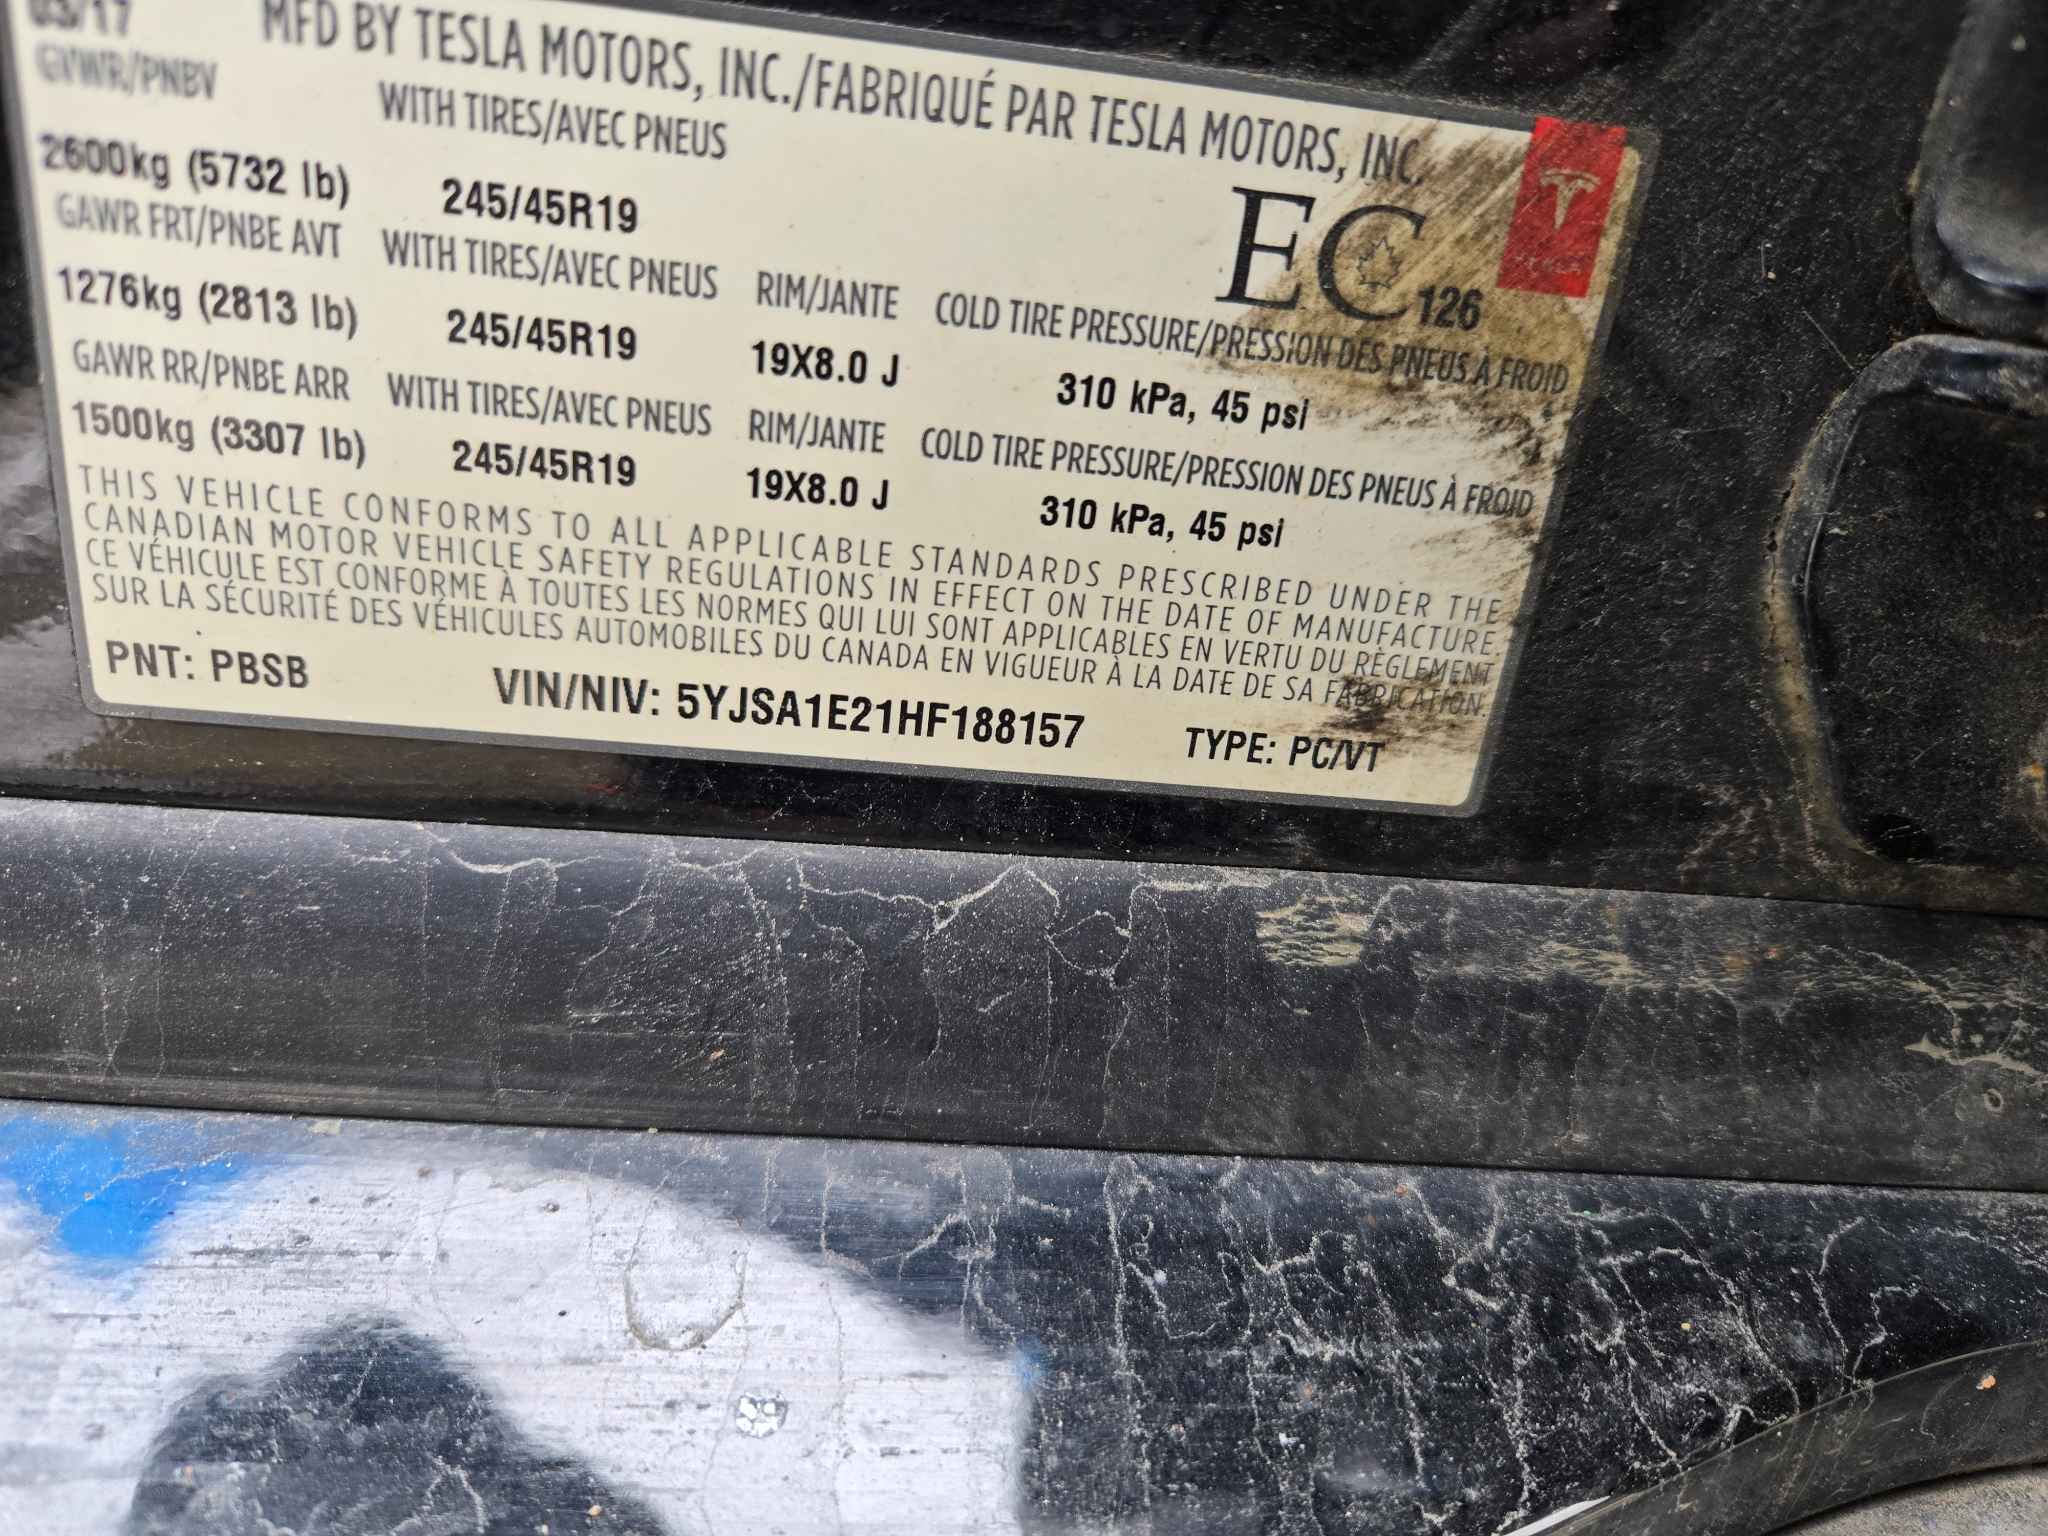 03/17 MFD BY TESLA MOTORS, INC./FABRIQUÉ PAR TESLA MOTORS, INC.
GVWR/PNBV WITH TIRES/AVEC PNEUS
2600kg (5732 lb) 245/45R19 EC 126
GAWR FRT/PNBE AVT WITH TIRES/AVEC PNEUS RIM/JANTE COLD TIRE PRESSURE/PRESSION DES PNEUS À FROID
1276kg (2813 lb) 245/45R19 19X8.0 J 310 kPa, 45 psi
GAWR RR/PNBE ARR WITH TIRES/AVEC PNEUS RIM/JANTE COLD TIRE PRESSURE/PRESSION DES PNEUS À FROID
1500kg (3307 lb) 245/45R19 19X8.0 J 310 kPa, 45 psi
THIS VEHICLE CONFORMS TO ALL APPLICABLE STANDARDS PRESCRIBED UNDER THE
CANADIAN MOTOR VEHICLE SAFETY REGULATIONS IN EFFECT ON THE DATE OF MANUFACTURE.
CE VÉHICULE EST CONFORME À TOUTES LES NORMES QUI LUI SONT APPLICABLES EN VERTU DU RÈGLEMENT
SUR LA SÉCURITÉ DES VÉHICULES AUTOMOBILES DU CANADA EN VIGUEUR À LA DATE DE SA FABRICATION.
PNT: PBSB VIN/NIV: 5YJSA1E21HF188157 TYPE: PC/VT